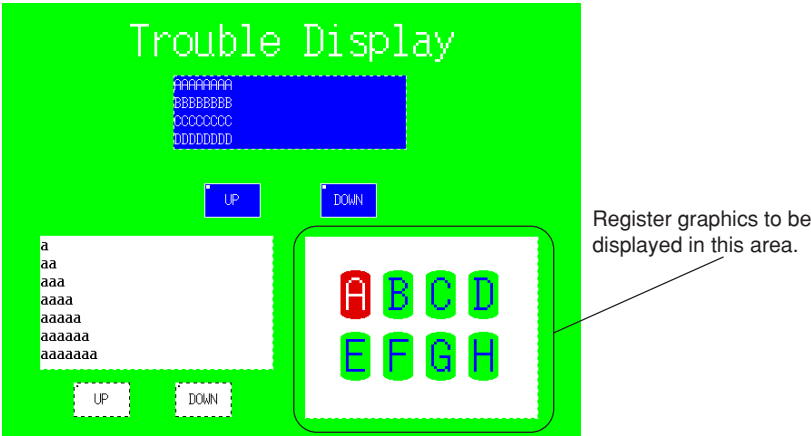 Trouble Display
AAAAAAAA
BBBBBBBB
CCCCCCCC
DDDDDDDD
UP DOWN
Register graphics to be
displayed in this area.
a
aa
aaa
aaaa
aaaaa
aaaaaa
aaaaaaa
A B C D
E F G H
UP DOWN